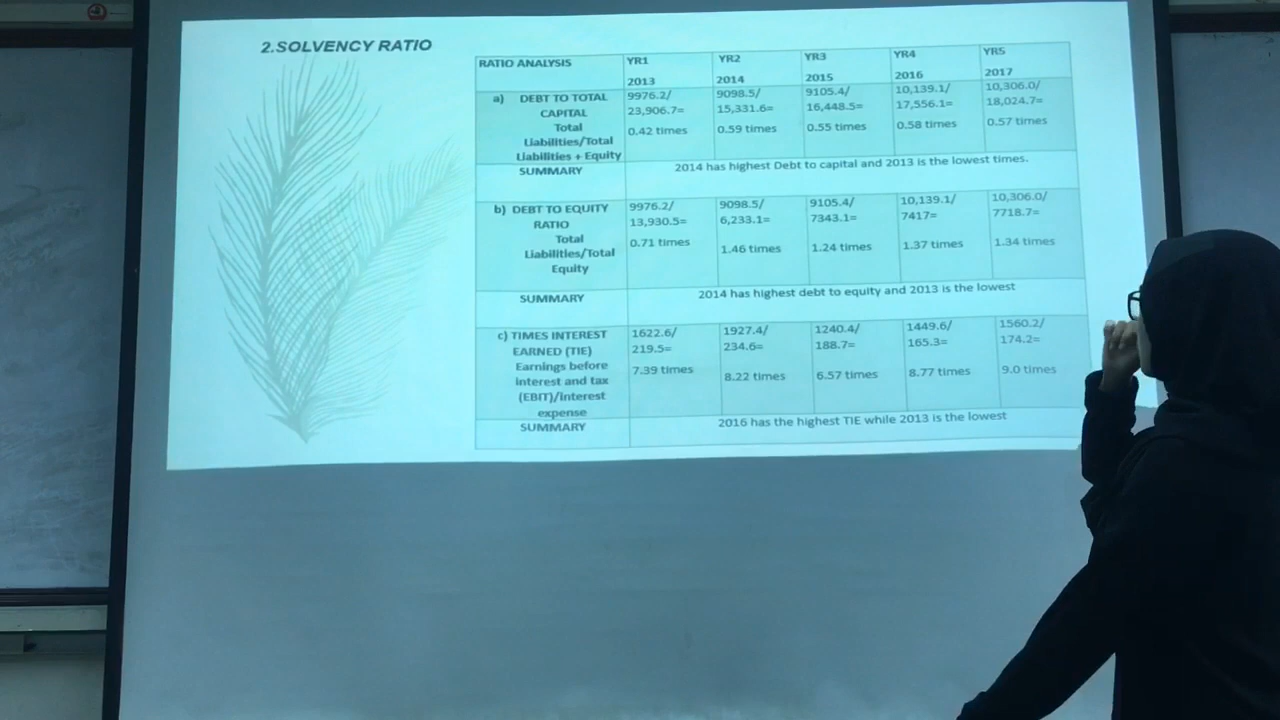 2.SOLVENCY RATIO
RATIO ANALYSIS
YR1
2013
YR2
2014
YR3
2015
YR4
2016
YR5
2017
a) DEBT TO TOTAL
CAPITAL
Total
Liabilities/Total
Liabilities + Equity
9976.2/
23,906.7=
0.42 times
9098.5/
15,331.6=
0.59 times
9105.4/
16,448.5=
0.55 times
10,139.1/
17,556.1=
0.58 times
10,306.0/
18,024.7=
0.57 times
SUMMARY
2014 has highest Debt to capital and 2013 is the lowest times.
b) DEBT TO EQUITY
RATIO
Total
Liabilities/Total
Equity
9976.2/
13,930.5=
0.71 times
9098.5/
6,233.1=
1.46 times
9105.4/
7343.1=
1.24 times
10,139.1/
7417=
1.37 times
10,306.0/
7718.7=
1.34 times
SUMMARY
2014 has highest debt to equity and 2013 is the lowest
c) TIMES INTEREST
EARNED (TIE)
Earnings before
interest and tax
(EBIT)/interest
expense
1622.6/
219.5=
7.39 times
1927.4/
234.6=
8.22 times
1240.4/
188.7=
6.57 times
1449.6/
165.3=
8.77 times
1560.2/
174.2=
9.0 times
SUMMARY
2016 has the highest TIE while 2013 is the lowest